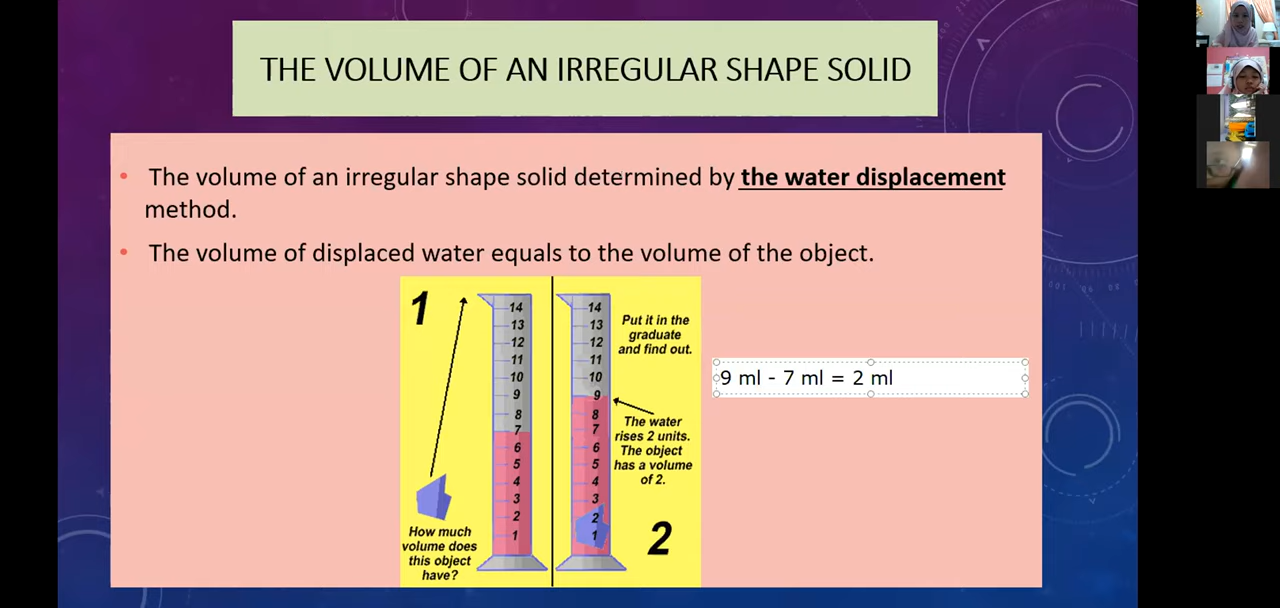 THE VOLUME OF AN IRREGULAR SHAPE SOLID
• The volume of an irregular shape solid determined by the water displacement
method.
• The volume of displaced water equals to the volume of the object.
1
14
13
12
11
10
9
8
7
6
5
4
3
2
1
How much
volume does
this object
have?
14
13
12
11
10
9
8
7
6
5
4
3
2
1
Put it in the
graduate
and find out.
The water
rises 2 units.
The object
has a volume
of 2.
2
9 ml - 7 ml = 2 ml